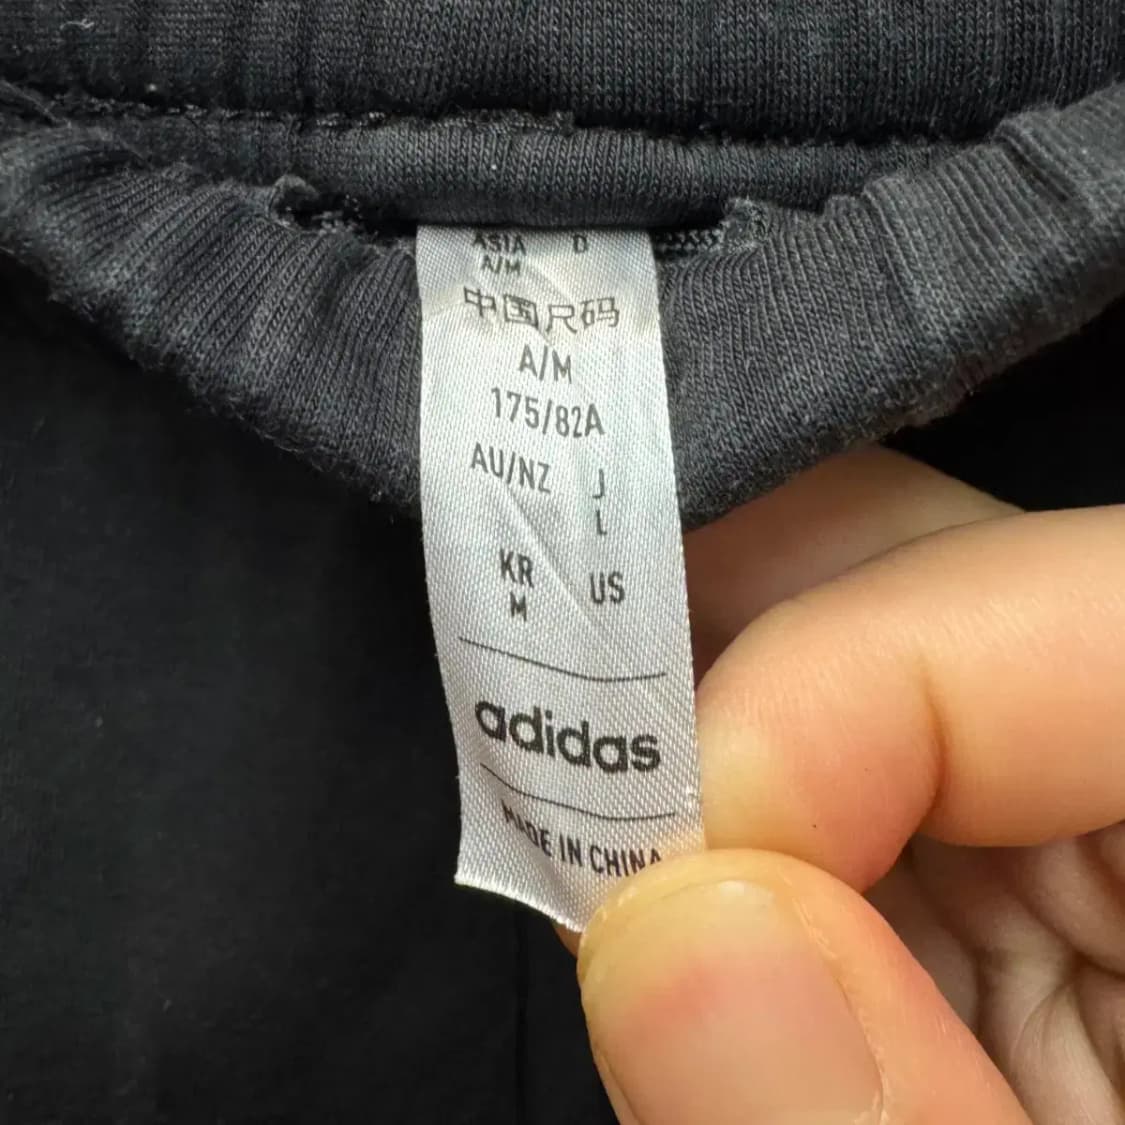 ASIA D
A/M
中国尺码
A/M
175/82A
AU/NZ J
L
KR US
M
adidas
MADE IN CHINA